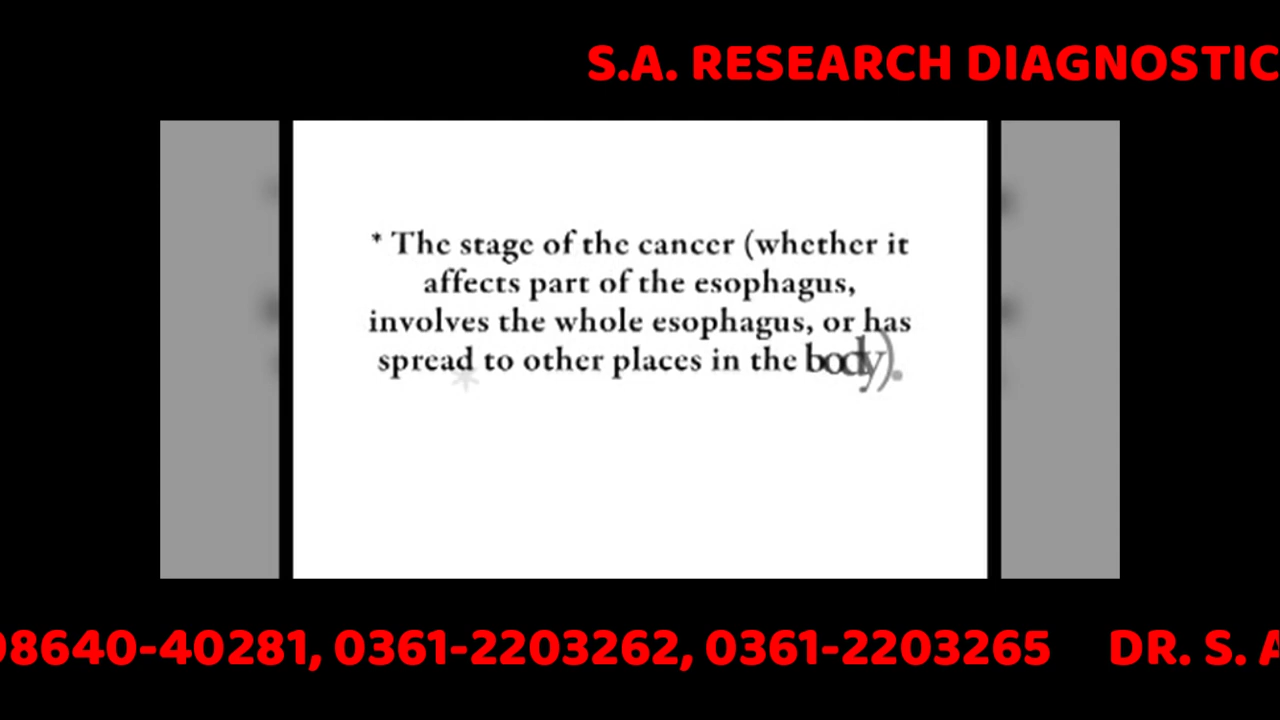 S.A. RESEARCH DIAGNOSTIC
* The stage of the cancer (whether it
affects part of the esophagus,
involves the whole esophagus, or has
spread to other places in the body).
*
08640-40281, 0361-2203262, 0361-2203265 DR. S. A